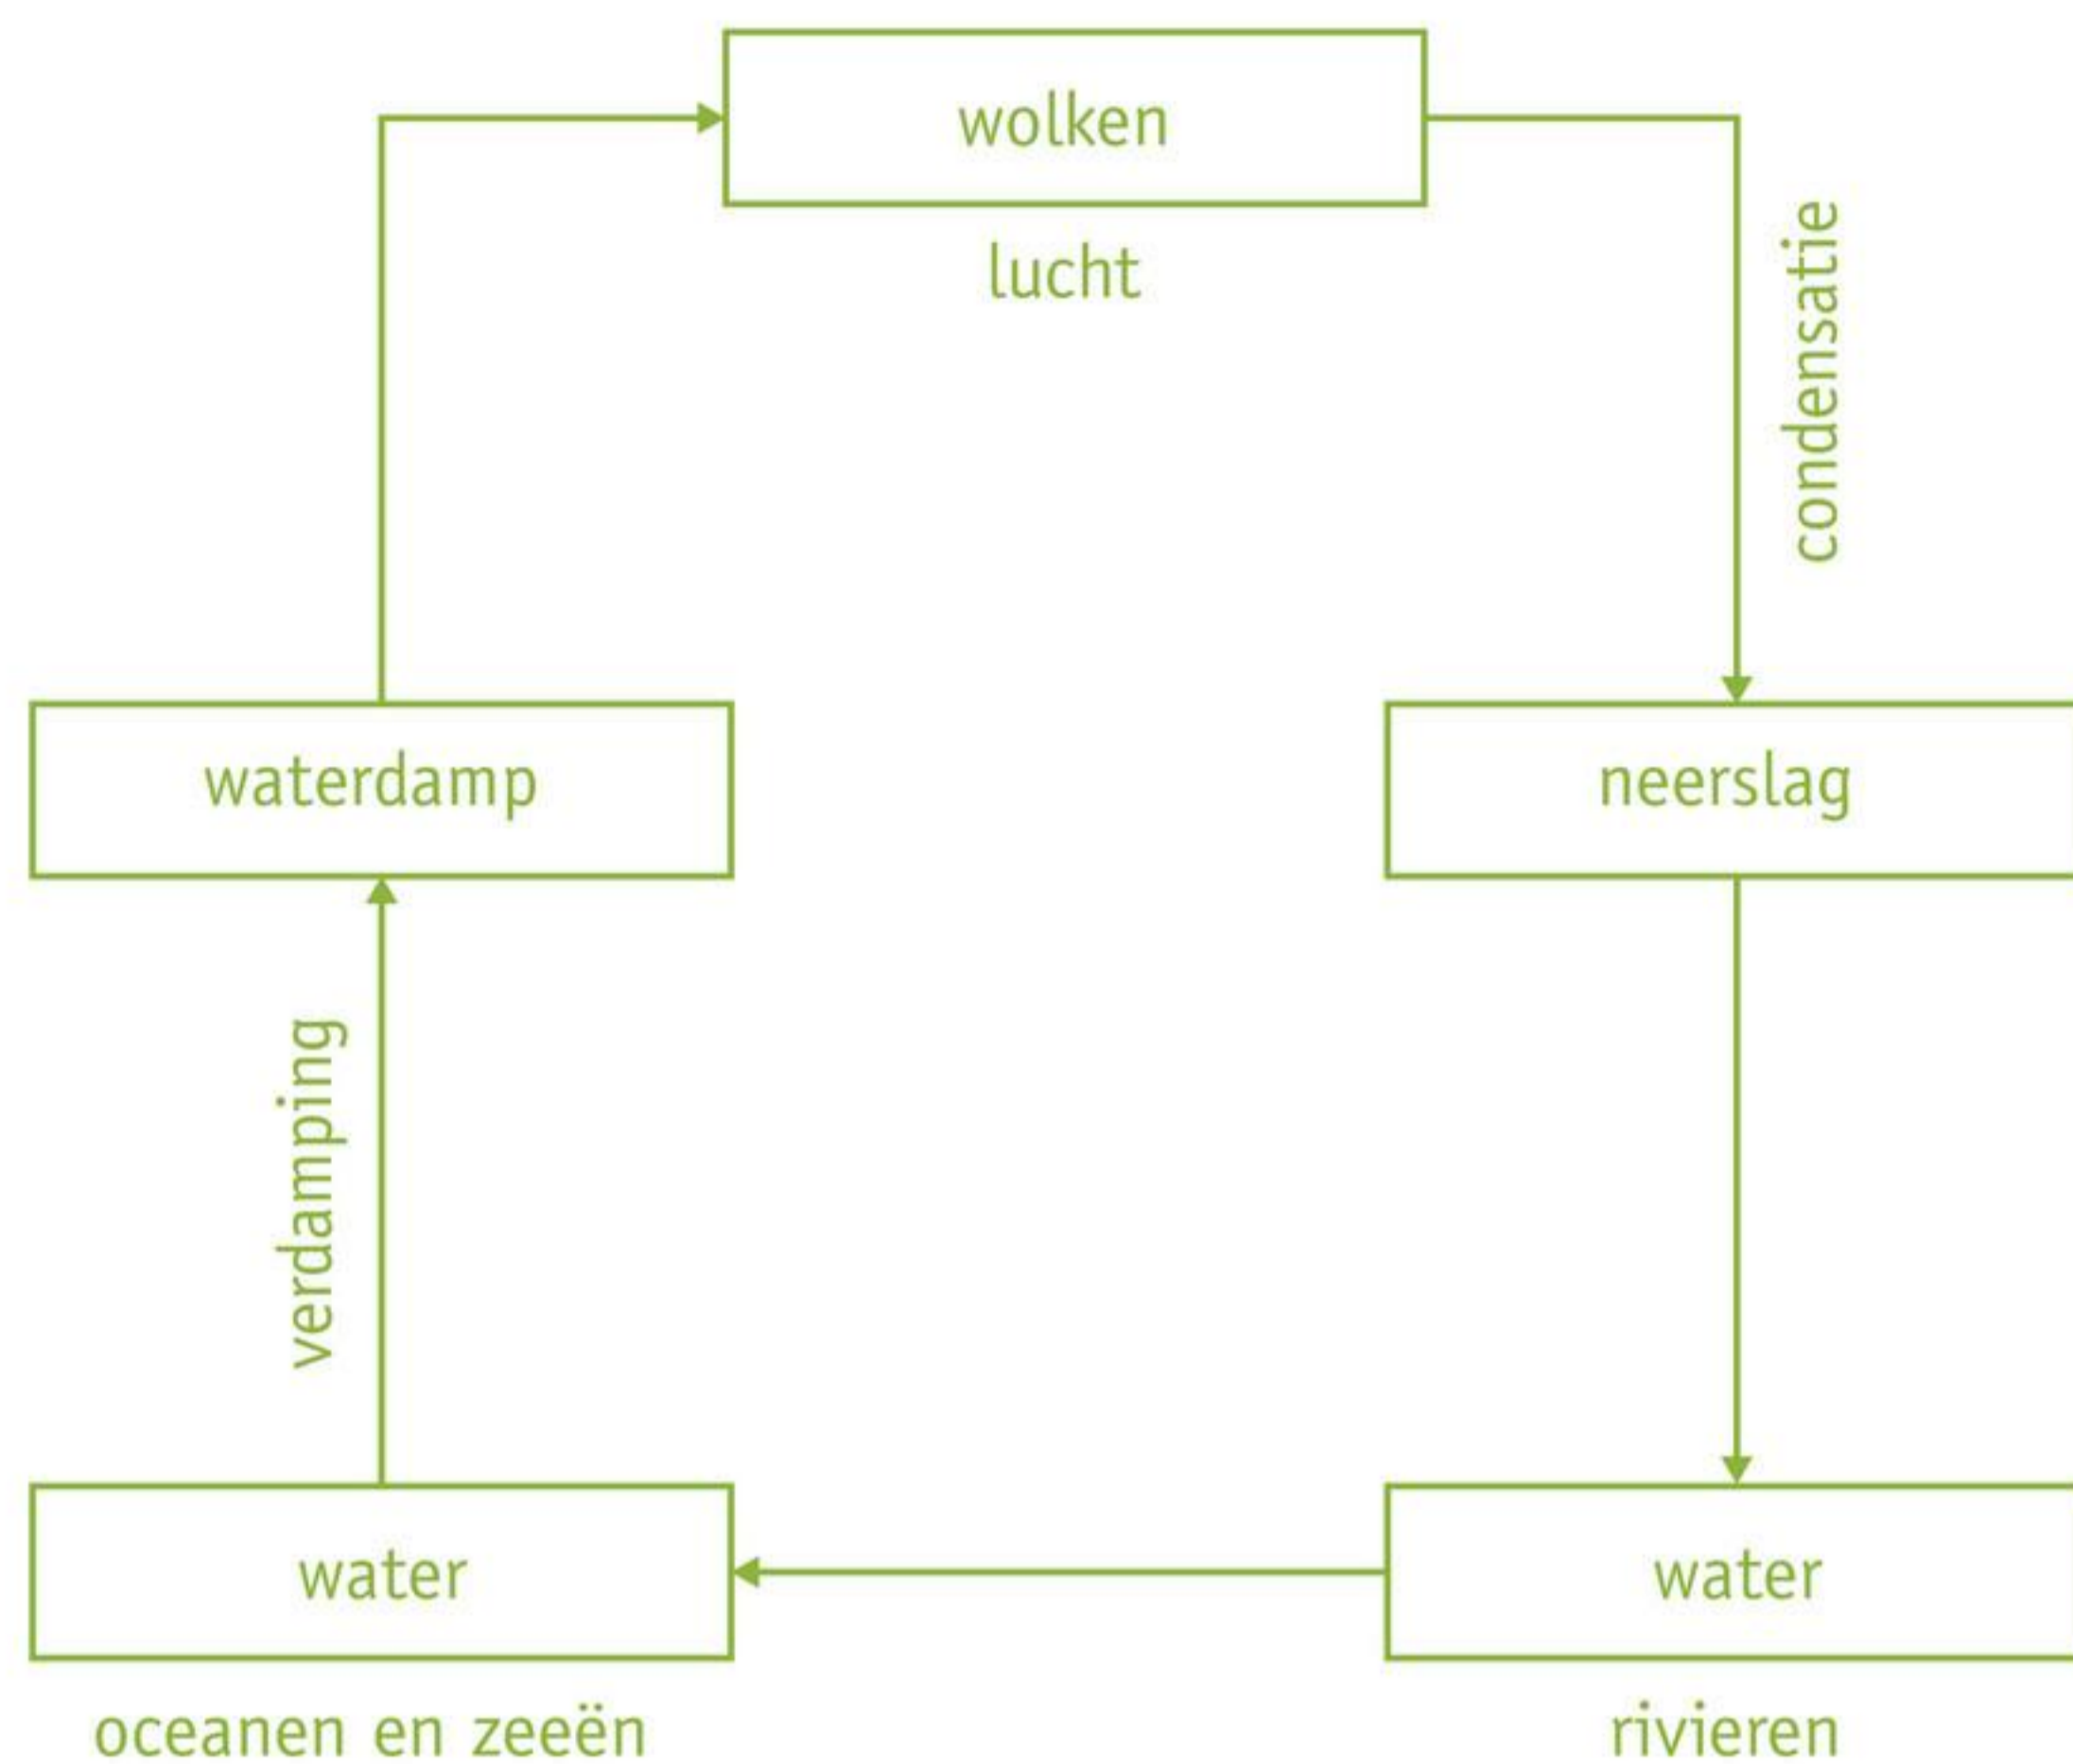 wolken
lucht
condensatie
waterdamp
neerslag
verdamping
water
water
oceanen en zeeën
rivieren